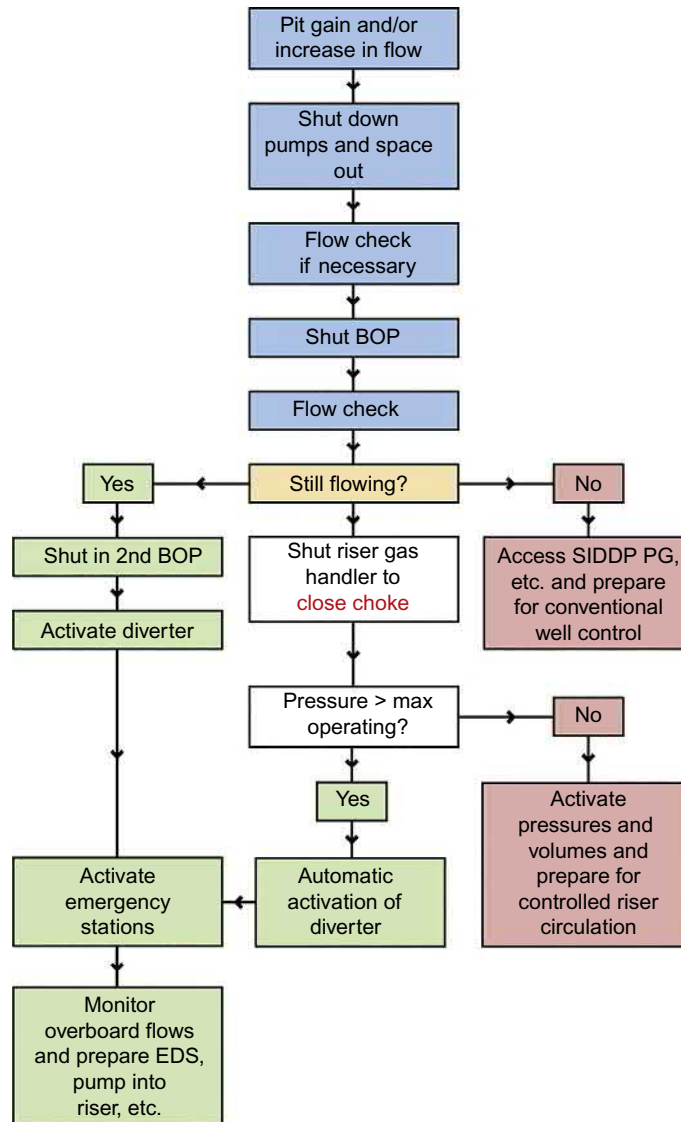 Pit gain and/or
increase in flow
Shut down
pumps and space
out
Flow check
if necessary
Shut BOP
Flow check
Yes
Still flowing?
No
Shut in 2nd BOP
Activate diverter
Shut riser gas
handler to
close choke
Access SIDDP PG,
etc. and prepare
for conventional
well control
Pressure > max
operating?
No
Yes
Activate
pressures and
volumes and
prepare for
controlled riser
circulation
Activate
emergency
stations
Automatic
activation of
diverter
Monitor
overboard flows
and prepare EDS,
pump into
riser, etc.